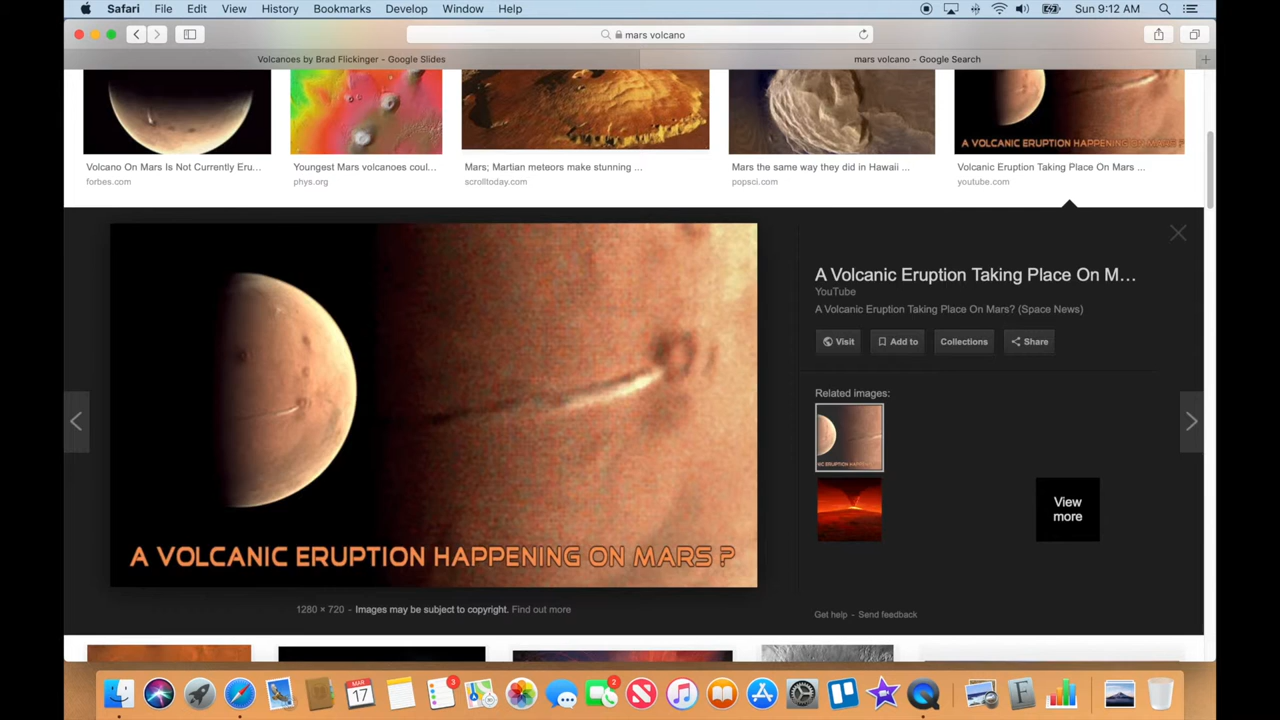 Safari File Edit View History Bookmarks Develop Window Help Sun 9:12 AM
mars volcano
Volcanoes by Brad Flickinger - Google Slides mars volcano - Google Search
A VOLCANIC ERUPTION HAPPENING ON MARS ?
Volcano On Mars Is Not Currently Eru... Youngest Mars volcanoes coul... Mars; Martian meteors make stunning ... Mars the same way they did in Hawaii ... Volcanic Eruption Taking Place On Mars ...
forbes.com phys.org scrolltoday.com popsci.com youtube.com
A Volcanic Eruption Taking Place On M...
YouTube
A Volcanic Eruption Taking Place On Mars? (Space News)
Visit Add to Collections Share
Related images:
View
more
A VOLCANIC ERUPTION HAPPENING ON MARS ?
1280 × 720 - Images may be subject to copyright. Find out more
Get help - Send feedback
3 2
MAR
17